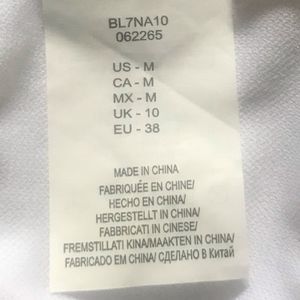 BL7NA10
062265
US - M
CA - M
MX - M
UK - 10
EU - 38
MADE IN CHINA
FABRIQUÉE EN CHINE/
HECHO EN CHINA/
HERGESTELLT IN CHINA/
FABBRICATI IN CINESE/
FREMSTILLATI KINA/MAAKTEN IN CHINA/
FABRICADO EM CHINA/ СДЕЛАНО В Китай